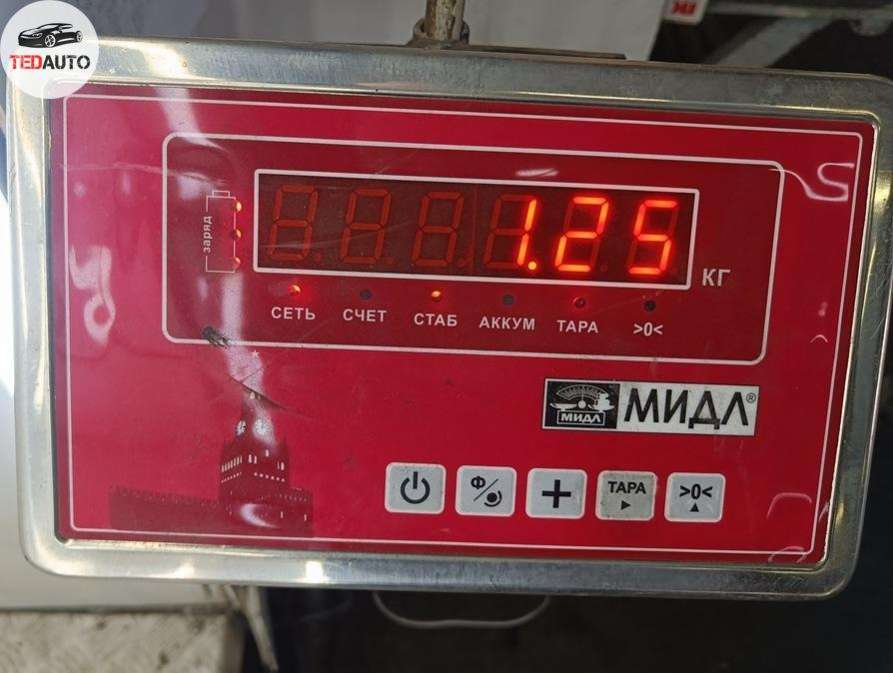 TEDAUTO
заряд
1.25
КГ
СЕТЬ СЧЕТ СТАБ АККУМ ТАРА >0<
МИДЛ МИДЛ®
Ф + ТАРА >0<